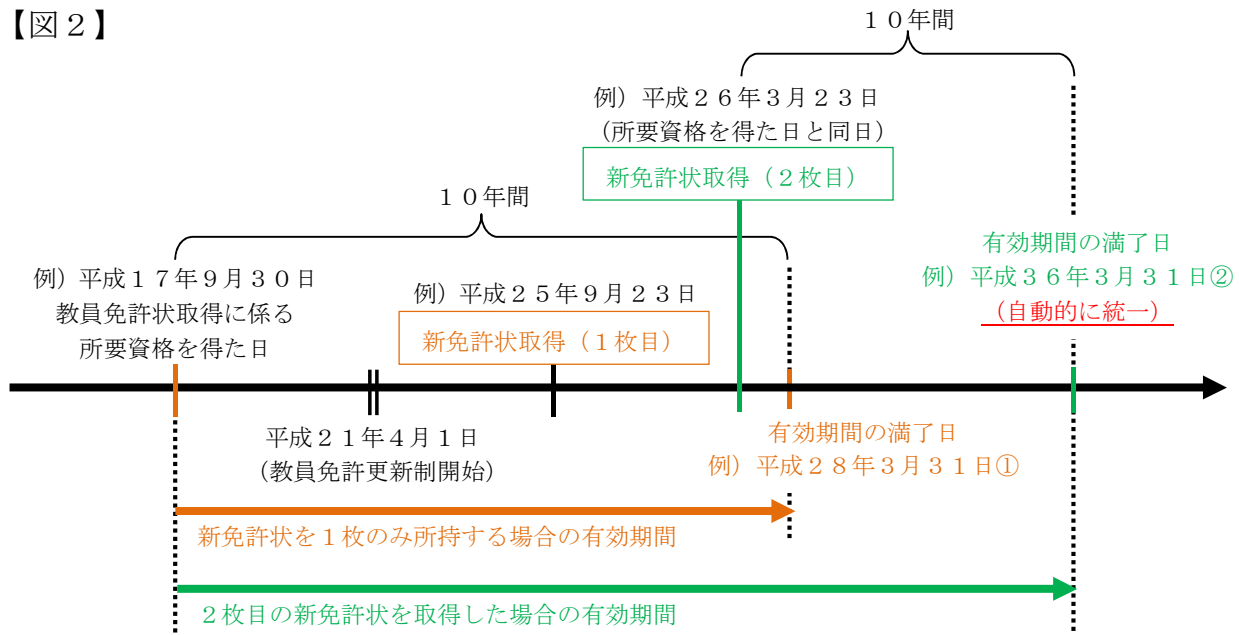 【図２】
１０年間
例）平成２６年３月２３日
（所要資格を得た日と同日）
新免許状取得（２枚目）
１０年間
有効期間の満了日
例）平成３６年３月３１日②
（自動的に統一）
例）平成１７年９月３０日
教員免許状取得に係る
所要資格を得た日
例）平成２５年９月２３日
新免許状取得（１枚目）
平成２１年４月１日
（教員免許更新制開始）
有効期間の満了日
例）平成２８年３月３１日①
新免許状を１枚のみ所持する場合の有効期間
２枚目の新免許状を取得した場合の有効期間